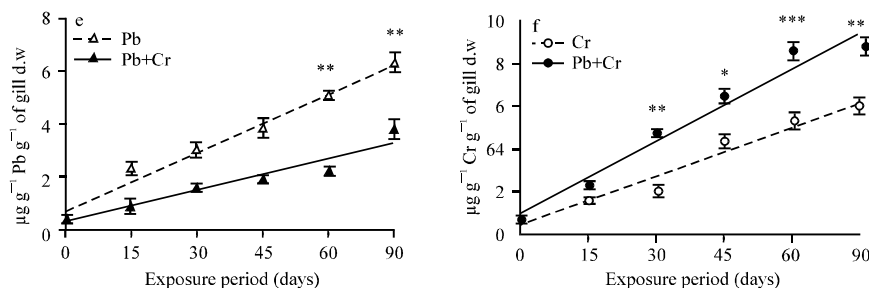 e
Pb
Pb+Cr
**
**
8
6
4
2
0
µg g⁻¹ Pb g⁻¹ of gill d.w
0 15 30 45 60 90
Exposure period (days)
f
Cr
Pb+Cr
**
*
***
**
10
8
6
64
2
0
µg g⁻¹ Cr g⁻¹ of gill d.w
0 15 30 45 60 90
Exposure period (days)